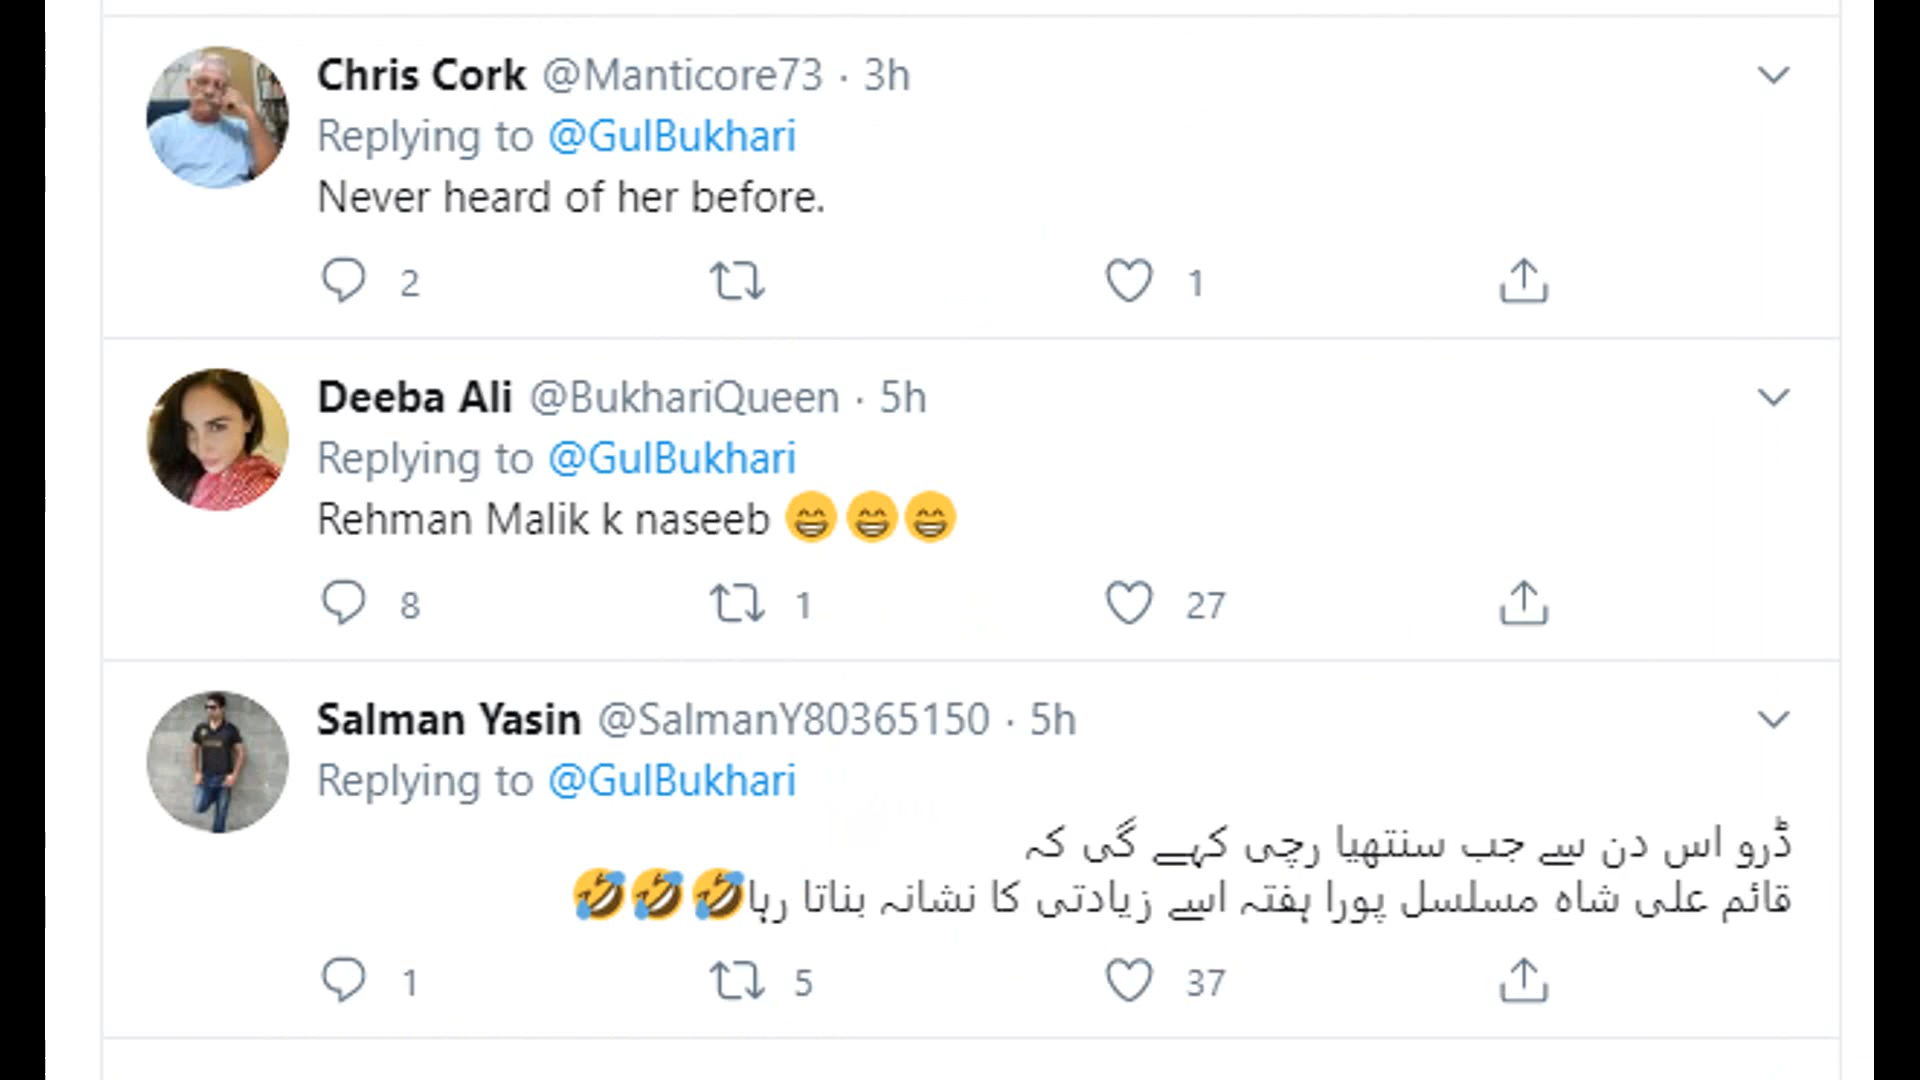 Chris Cork @Manticore73 · 3h
Replying to @GulBukhari
Never heard of her before.
2 1
Deeba Ali @BukhariQueen · 5h
Replying to @GulBukhari
Rehman Malik k naseeb 😁😁😁
8 1 27
Salman Yasin @SalmanY80365150 · 5h
Replying to @GulBukhari
ڈرو اس دن سے جب سنتھیا رچی کہے گی کہ
قائم علی شاہ مسلسل پورا ہفتہ اسے زیادتی کا نشانہ بناتا رہا🤣🤣🤣
1 5 37